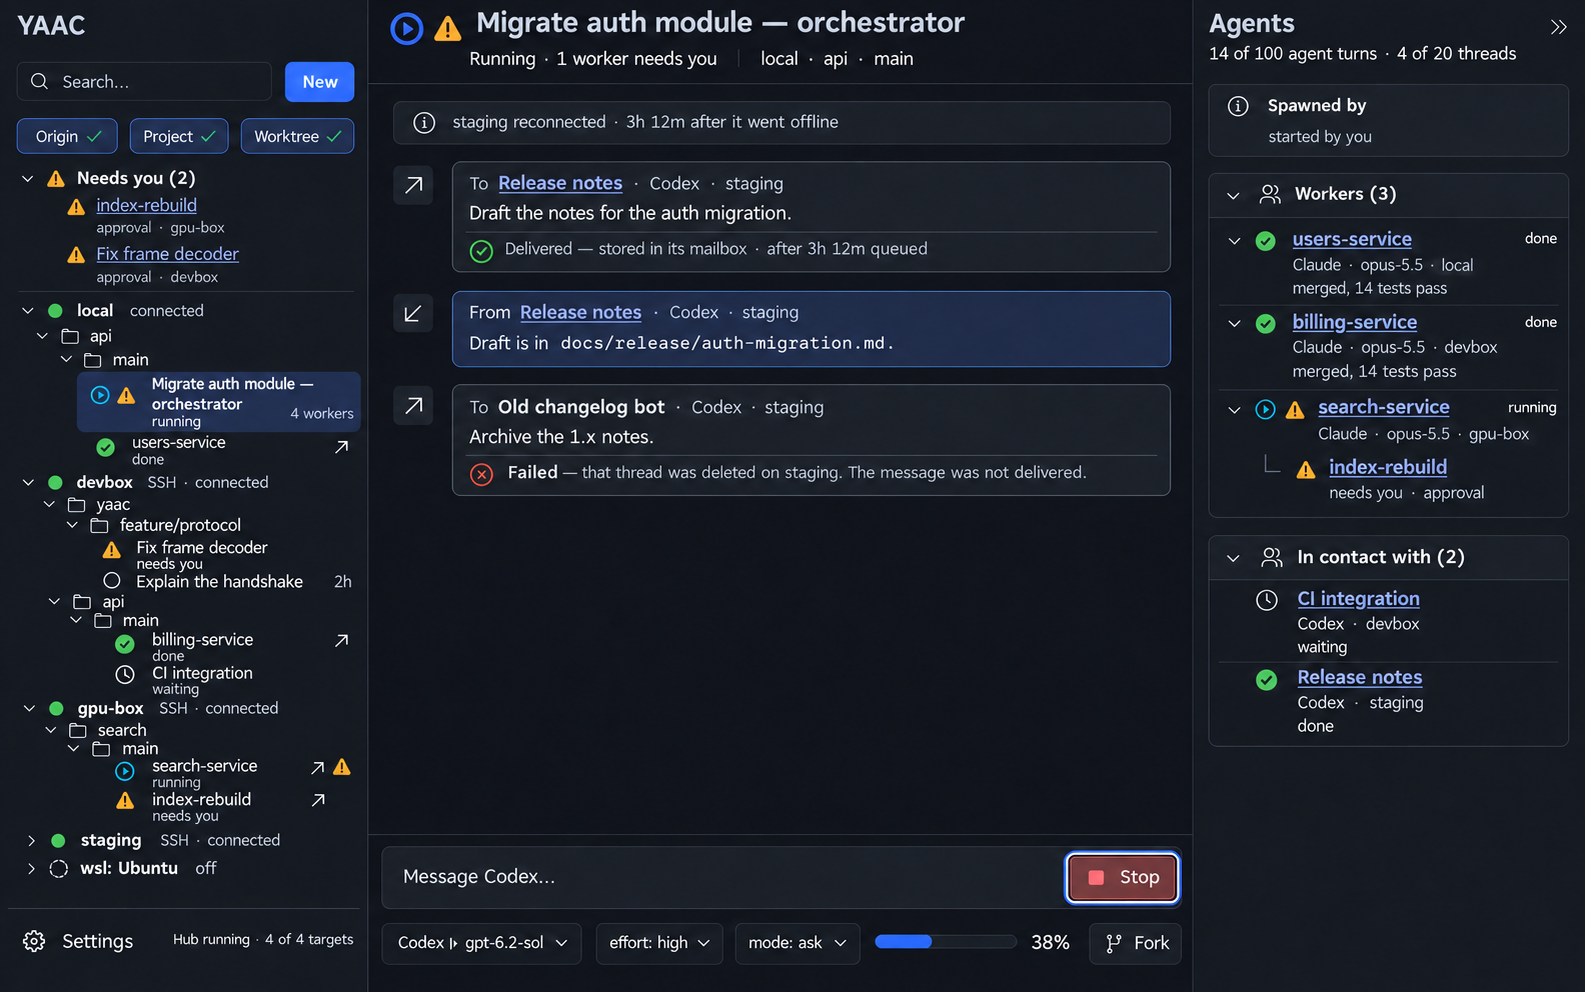 YAAC
Search...
New
Origin
Project
Worktree
Needs you (2)
index-rebuild
approval · gpu-box
Fix frame decoder
approval · devbox
local connected
api
main
Migrate auth module —
orchestrator
running
4 workers
users-service
done
devbox SSH · connected
yaac
feature/protocol
Fix frame decoder
needs you
Explain the handshake 2h
api
main
billing-service
done
CI integration
waiting
gpu-box SSH · connected
search
main
search-service
running
index-rebuild
needs you
staging SSH · connected
wsl: Ubuntu off
Settings
Hub running · 4 of 4 targets
Migrate auth module — orchestrator
Running · 1 worker needs you
local · api · main
staging reconnected · 3h 12m after it went offline
To Release notes · Codex · staging
Draft the notes for the auth migration.
Delivered — stored in its mailbox · after 3h 12m queued
From Release notes · Codex · staging
Draft is in docs/release/auth-migration.md.
To Old changelog bot · Codex · staging
Archive the 1.x notes.
Failed — that thread was deleted on staging. The message was not delivered.
Message Codex...
Stop
Codex gpt-6.2-sol
effort: high
mode: ask
38%
Fork
Agents
14 of 100 agent turns · 4 of 20 threads
Spawned by
started by you
Workers (3)
users-service done
Claude · opus-5.5 · local
merged, 14 tests pass
billing-service done
Claude · opus-5.5 · devbox
merged, 14 tests pass
search-service running
Claude · opus-5.5 · gpu-box
index-rebuild
needs you · approval
In contact with (2)
CI integration
Codex · devbox
waiting
Release notes
Codex · staging
done